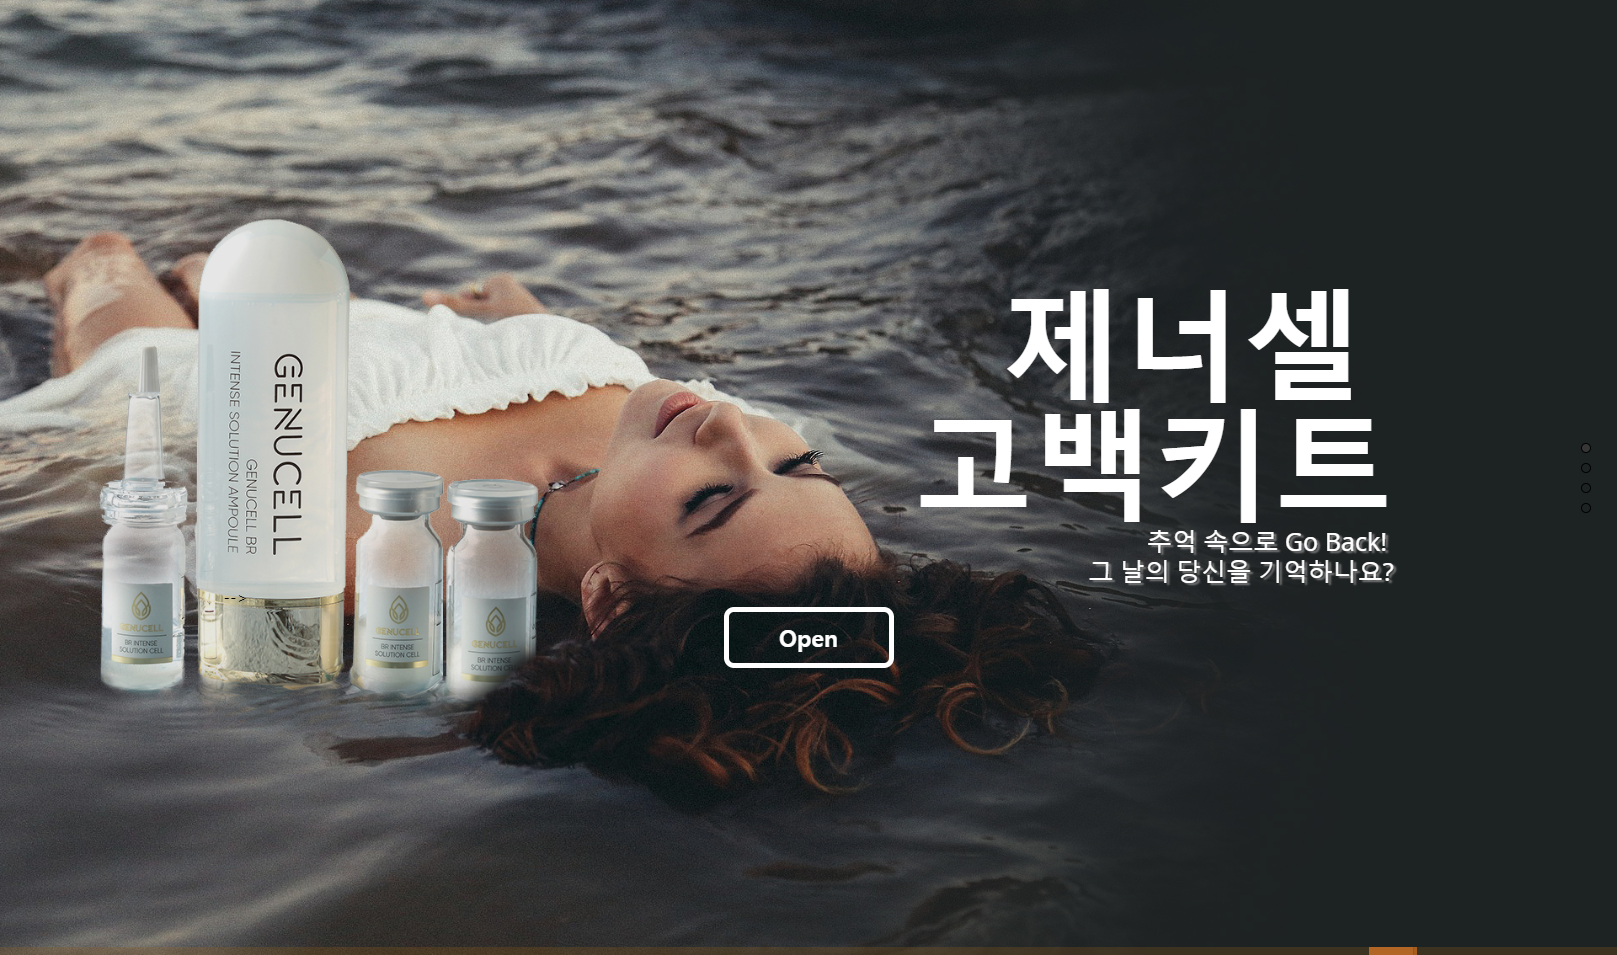 제너셀
고백키트
추억 속으로 Go Back!
그 날의 당신을 기억하나요?
Open
GENUCELL
GENUCELL BR
INTENSE SOLUTION AMPOULE
-->
GENUCELL
BR INTENSE
SOLUTION CELL
GENUCELL
BR INTENSE
SOLUTION CELL
GENUCELL
BR INTENSE
SOLUTION CELL